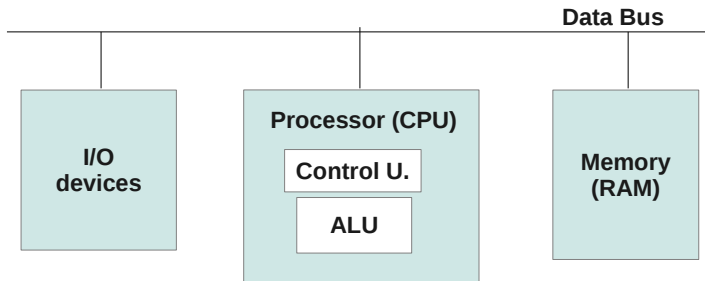 Data Bus
I/O
devices
Processor (CPU)
Control U.
ALU
Memory
(RAM)